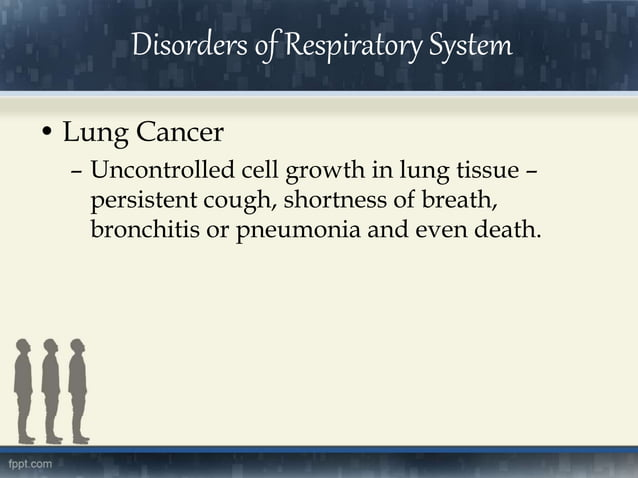 Disorders of Respiratory System
• Lung Cancer
– Uncontrolled cell growth in lung tissue –
persistent cough, shortness of breath,
bronchitis or pneumonia and even death.
fppt.com